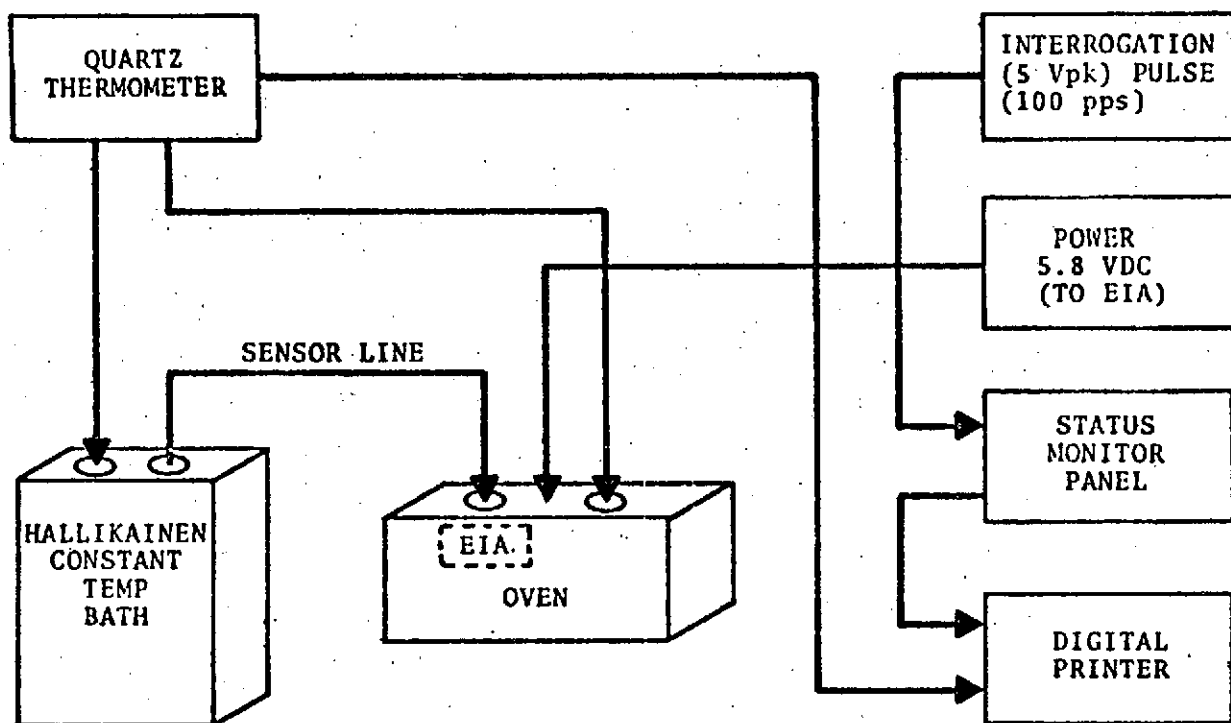 QUARTZ
THERMOMETER
INTERROGATION
(5 Vpk) PULSE
(100 pps)
POWER
5.8 VDC
(TO EIA)
SENSOR LINE
STATUS
MONITOR
PANEL
HALLIKAINEN
CONSTANT
TEMP
BATH
EIA
OVEN
DIGITAL
PRINTER